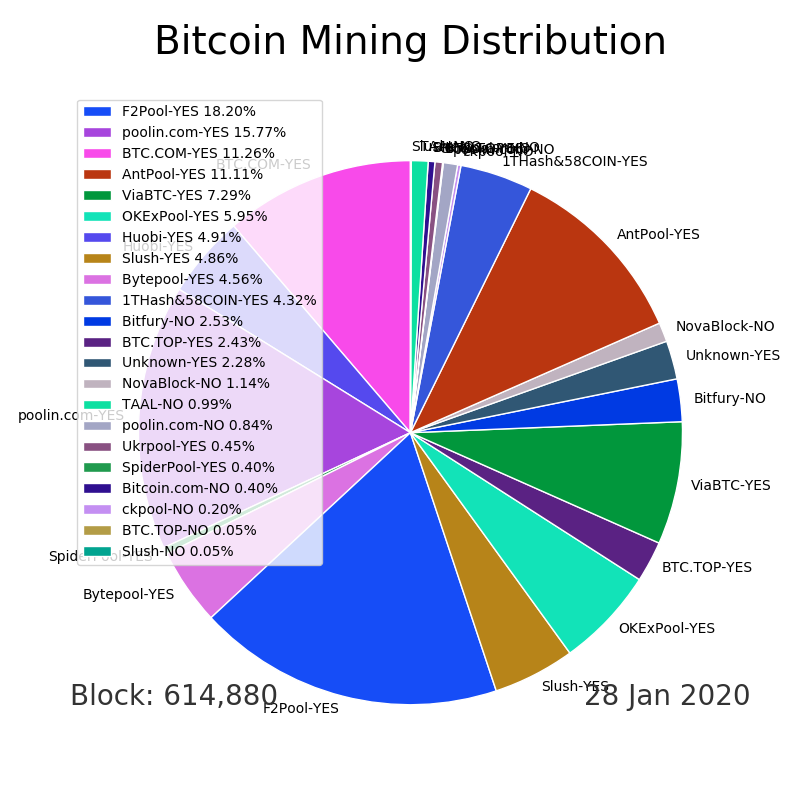 Bitcoin Mining Distribution
F2Pool-YES 18.20%
poolin.com-YES 15.77%
BTC.COM-YES 11.26%
AntPool-YES 11.11%
ViaBTC-YES 7.29%
OKExPool-YES 5.95%
Huobi-YES 4.91%
Slush-YES 4.86%
Bytepool-YES 4.56%
1THash&58COIN-YES 4.32%
Bitfury-NO 2.53%
BTC.TOP-YES 2.43%
Unknown-YES 2.28%
NovaBlock-NO 1.14%
TAAL-NO 0.99%
poolin.com-NO 0.84%
Ukrpool-YES 0.45%
SpiderPool-YES 0.40%
Bitcoin.com-NO 0.40%
ckpool-NO 0.20%
BTC.TOP-NO 0.05%
Slush-NO 0.05%
1THash&58COIN-YES
AntPool-YES
NovaBlock-NO
Unknown-YES
Bitfury-NO
ViaBTC-YES
BTC.TOP-YES
OKExPool-YES
Slush-YES
F2Pool-YES
Bytepool-YES
SpiderPool-YES
poolin.com-YES
Huobi-YES
BTC.COM-YES
Block: 614,880
28 Jan 2020